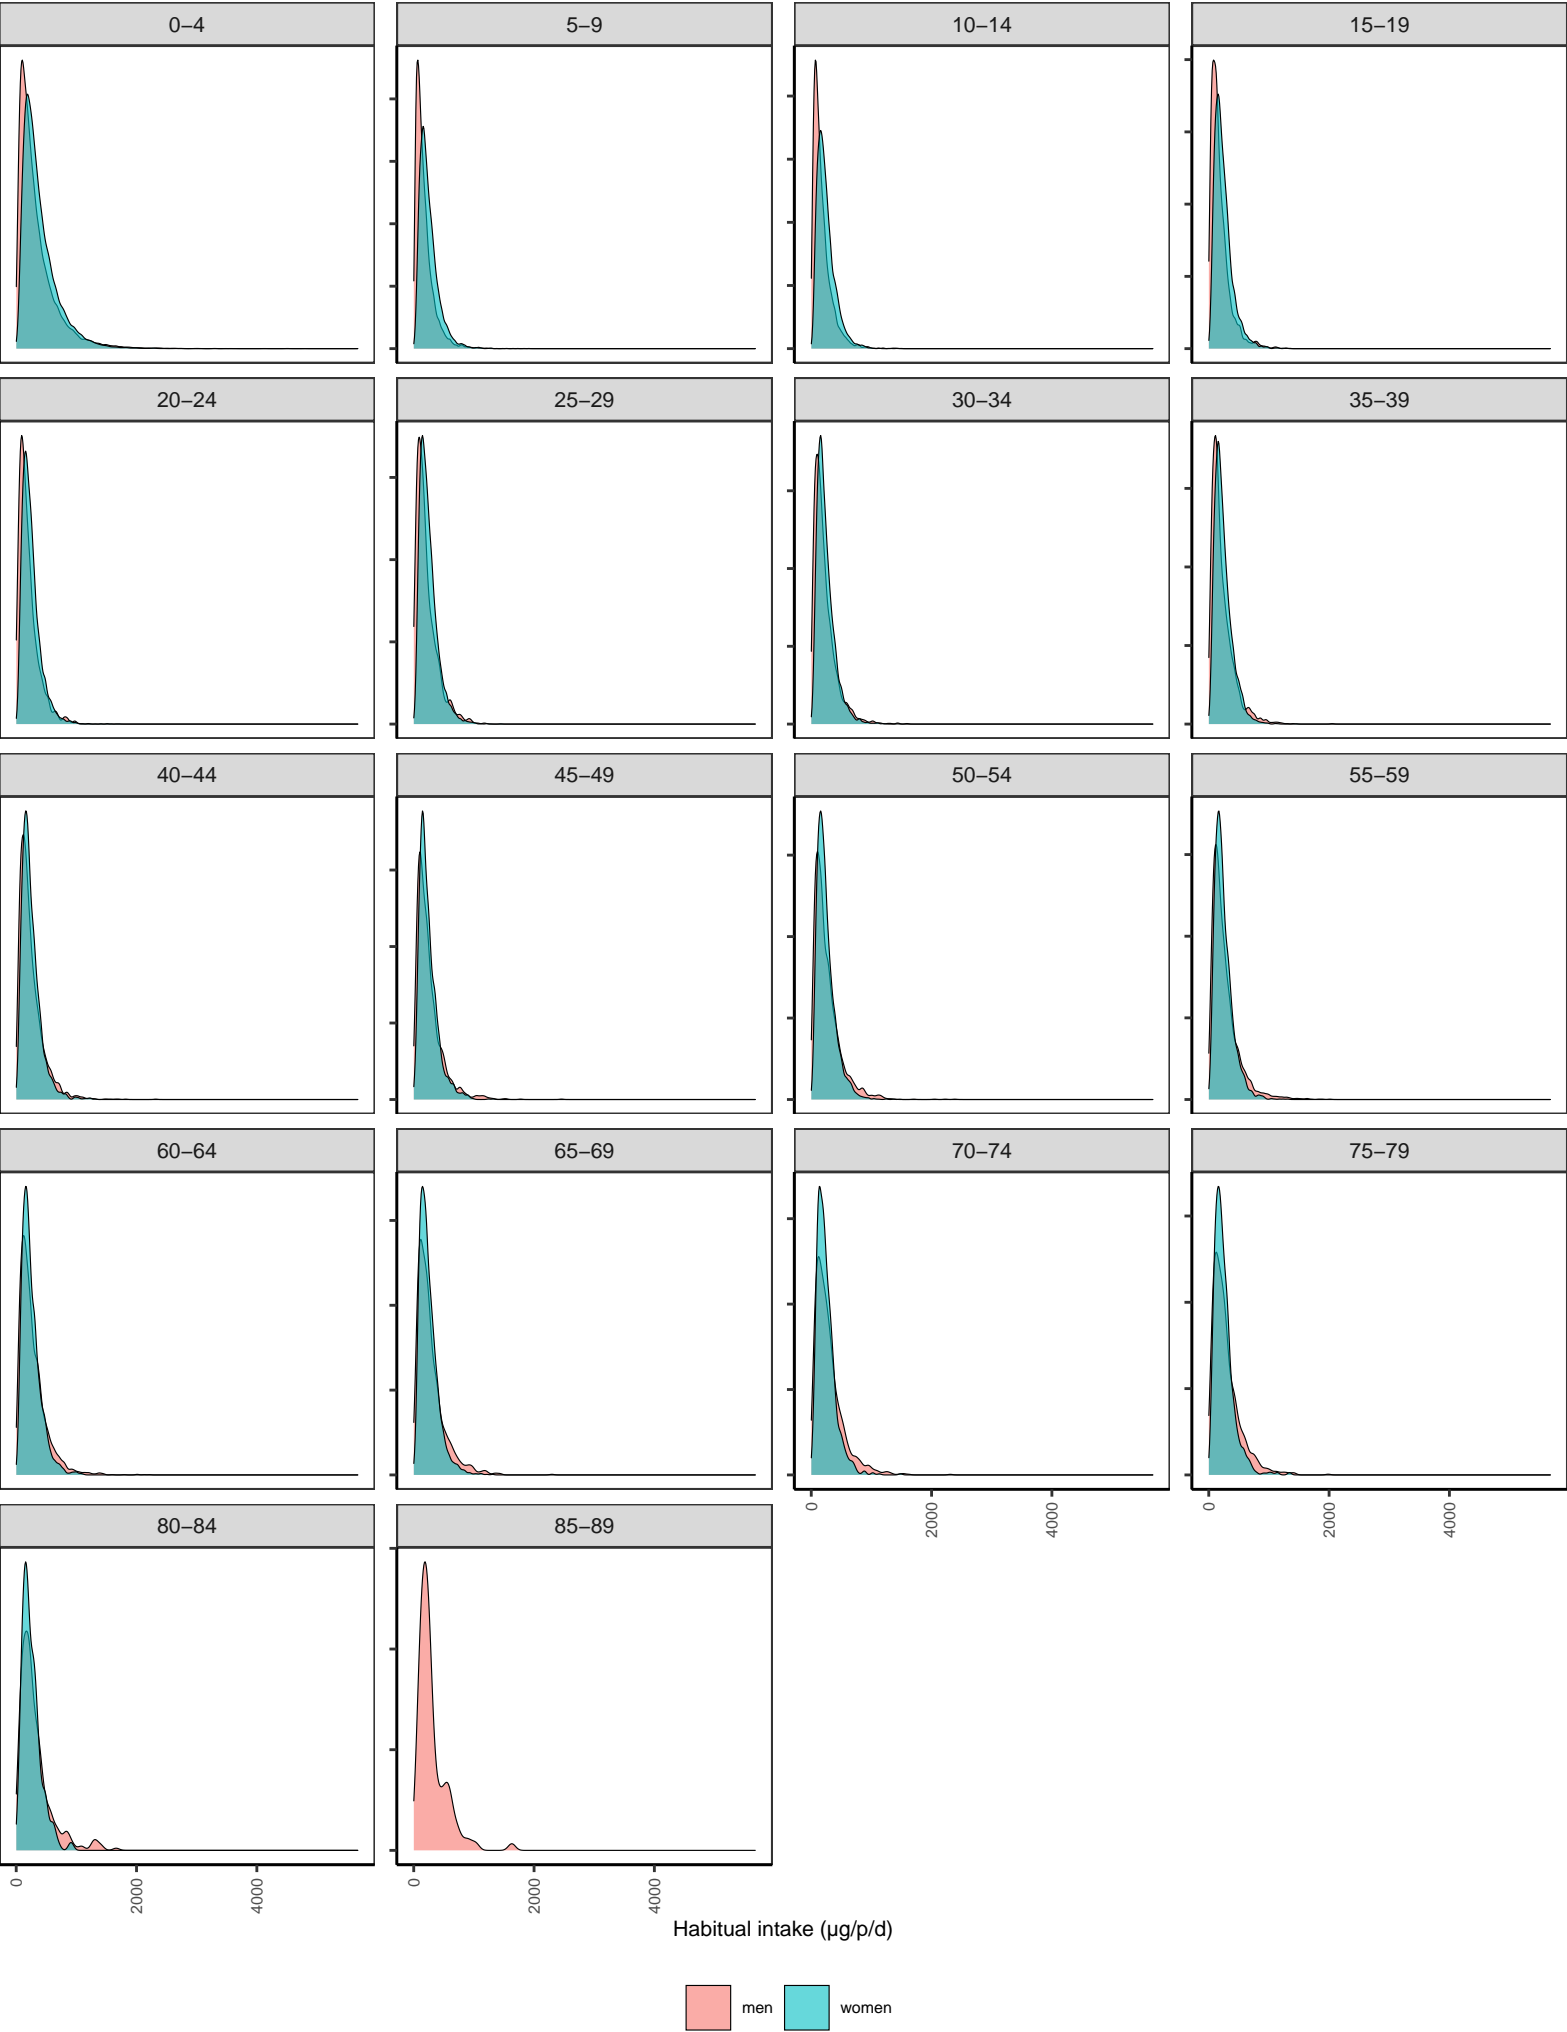 0–4 5–9 10–14 15–19
20–24 25–29 30–34 35–39
40–44 45–49 50–54 55–59
60–64 65–69 70–74 75–79
0 2000 4000 0 2000 4000
80–84 85–89
0 2000 4000 0 2000 4000
Habitual intake (µg/p/d)
men women